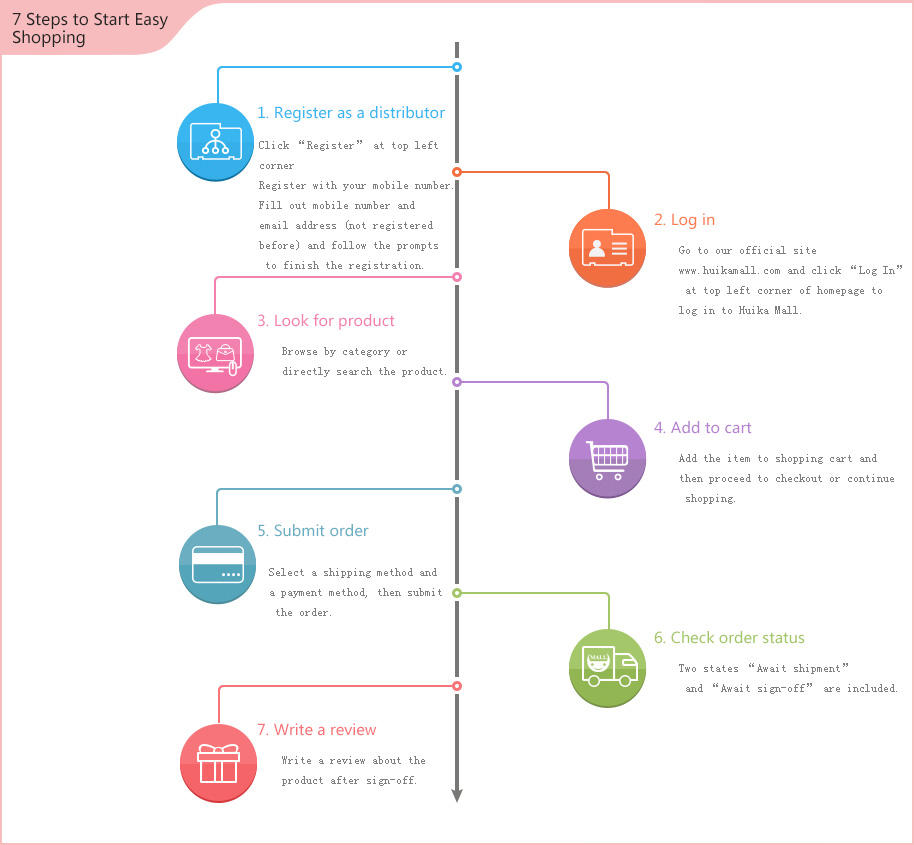 7 Steps to Start Easy
Shopping
1. Register as a distributor
Click “Register” at top left
corner
Register with your mobile number.
Fill out mobile number and
email address (not registered
before) and follow the prompts
to finish the registration.
2. Log in
Go to our official site
www.huikamall.com and click “Log In”
at top left corner of homepage to
log in to Huika Mall.
3. Look for product
Browse by category or
directly search the product.
4. Add to cart
Add the item to shopping cart and
then proceed to checkout or continue
shopping.
5. Submit order
Select a shipping method and
a payment method, then submit
the order.
6. Check order status
MALL
Two states “Await shipment”
and “Await sign-off” are included.
7. Write a review
Write a review about the
product after sign-off.